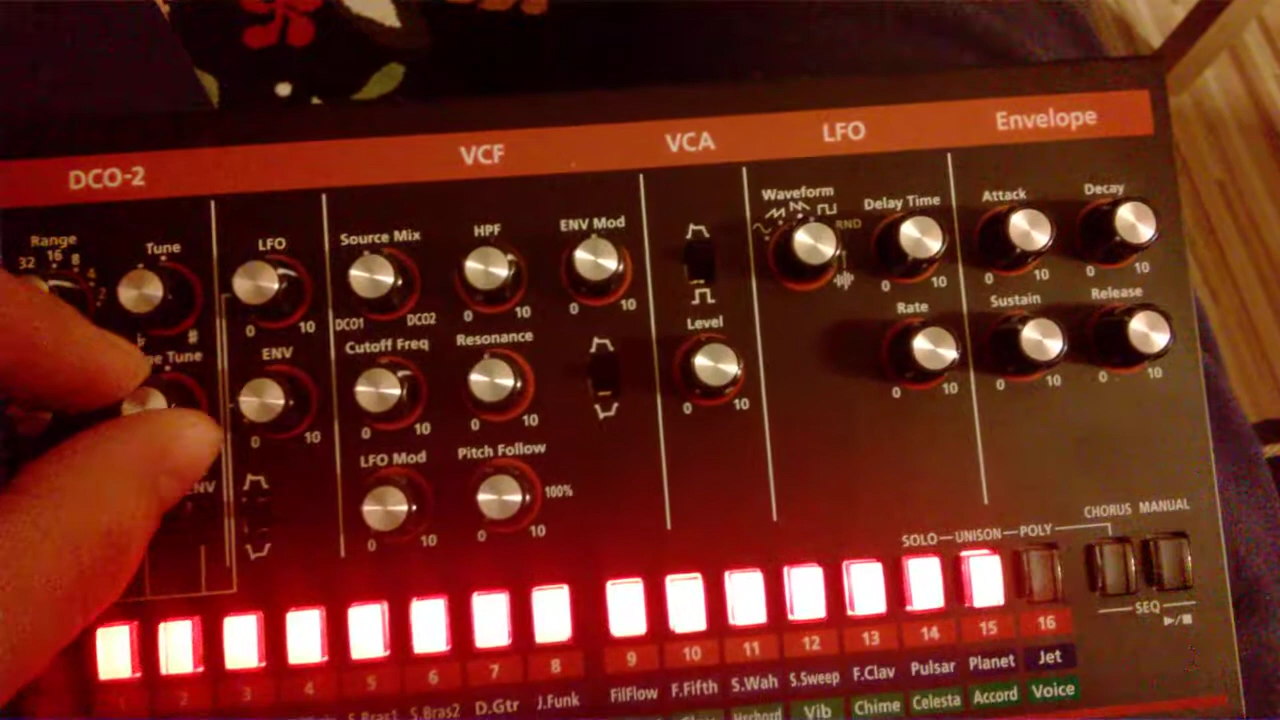 DCO-2 VCF VCA LFO Envelope
Range Tune LFO Source Mix HPF ENV Mod Waveform Delay Time Attack Decay
32 16 8 4 2 RND
0 10 DCO1 DCO2 0 10 0 10 0 10 0 10 0 10
♭ ♯
Tune ENV Cutoff Freq Resonance Level Rate Sustain Release
0 10 0 10 0 10 0 10 0 10 0 10 0 10
ENV LFO Mod Pitch Follow
100%
0 10 10
CHORUS MANUAL
SOLO UNISON POLY
SEQ
2 3 4 5 6 7 8 9 10 11 12 13 14 15 16
S.Bras1 S.Bras2 D.Gtr J.Funk FilFlow F.Fifth S.Wah S.Sweep F.Clav Pulsar Planet Jet
Vib Chime Celesta Accord Voice